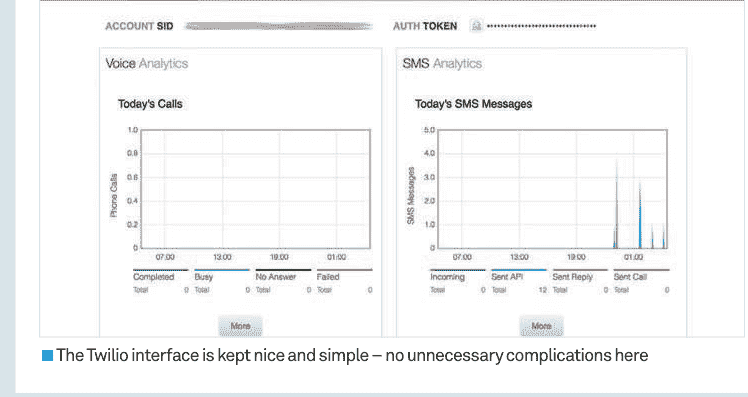 ACCOUNT SID
AUTH TOKEN
Voice Analytics
SMS Analytics
Today's Calls
Today's SMS Messages
1.0
0.8
0.6
0.4
0.2
0
Phone Calls
07:00 13:00 19:00 01:00
5.0
4.0
3.0
2.0
1.0
0
SMS Messages
07:00 13:00 19:00 01:00
Completed Busy No Answer Failed
Total 0 Total 0 Total 0 Total 0
Incoming Sent API Sent Reply Sent Call
Total 0 Total 12 Total 0 Total 0
More
More
The Twilio interface is kept nice and simple – no unnecessary complications here